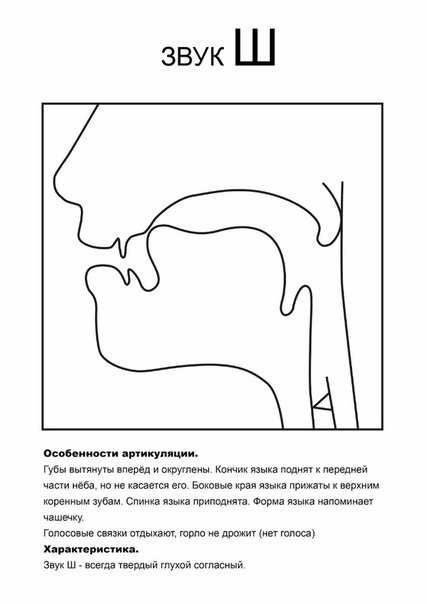 ЗВУК Ш
Особенности артикуляции.
Губы вытянуты вперёд и округлены. Кончик языка поднят к передней
части нёба, но не касается его. Боковые края языка прижаты к верхним
коренным зубам. Спинка языка приподнята. Форма языка напоминает
чашечку.
Голосовые связки отдыхают, горло не дрожит (нет голоса)
Характеристика.
Звук Ш - всегда твердый глухой согласный.